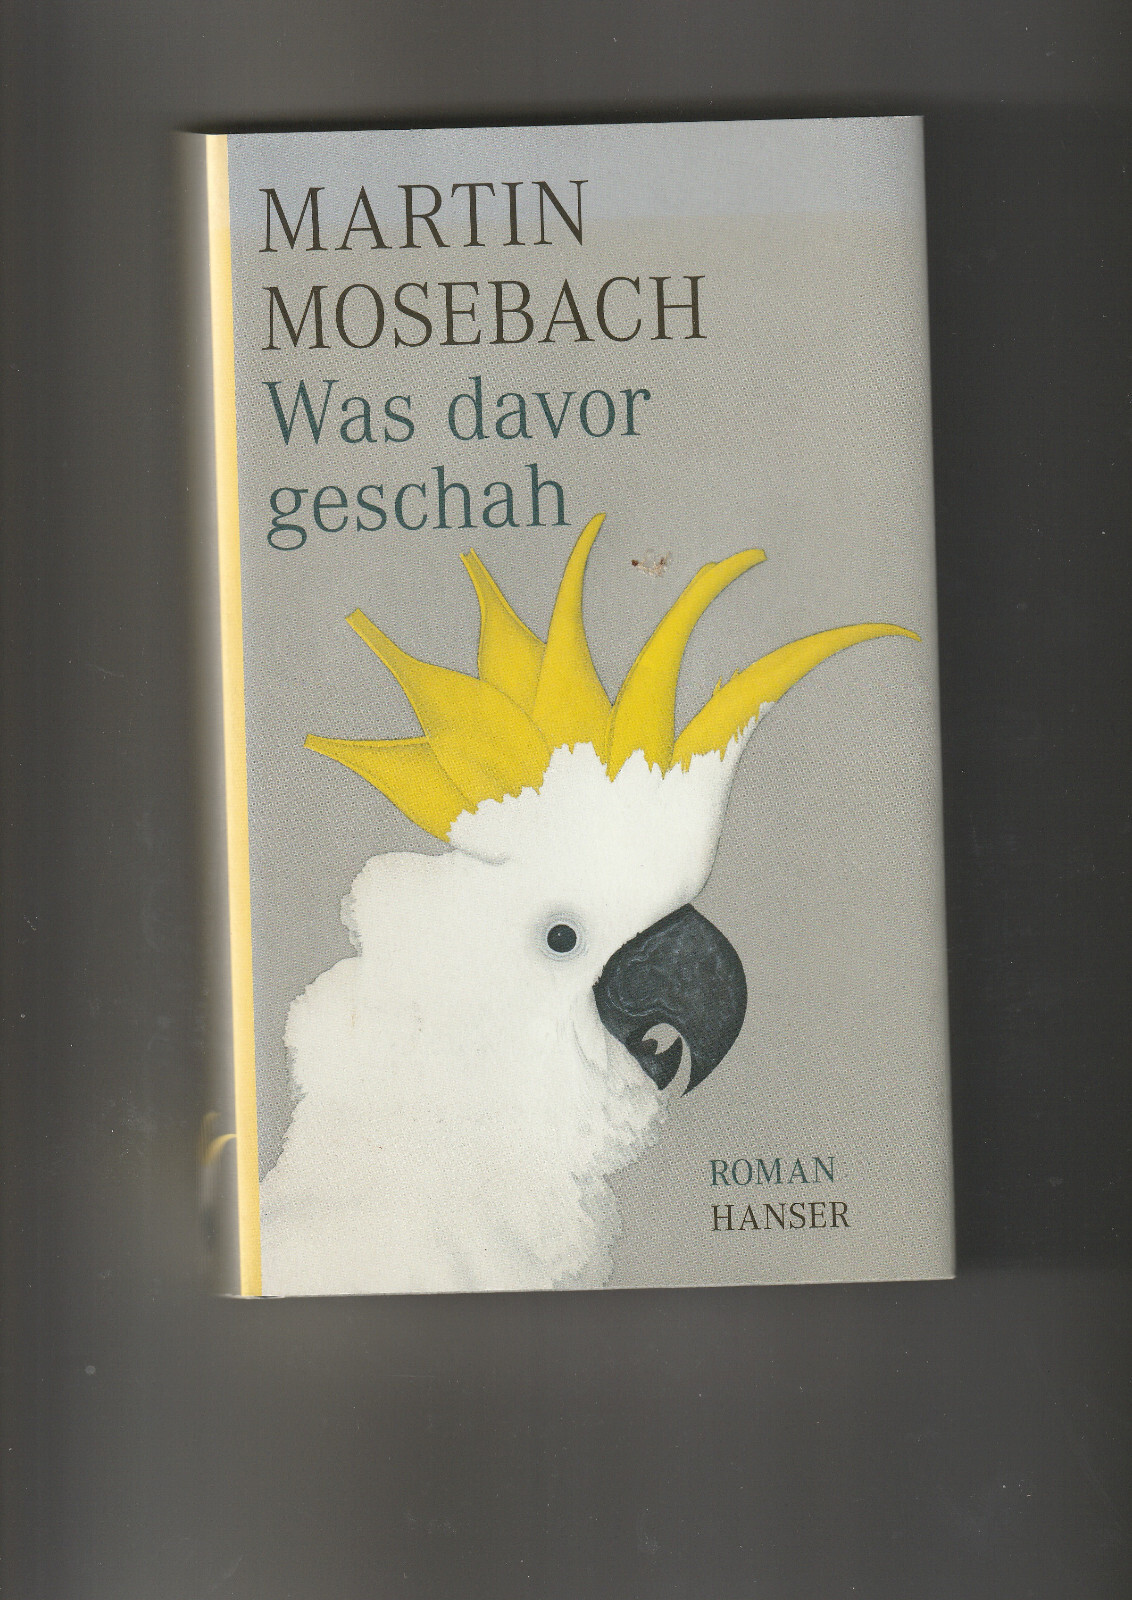 MARTIN
MOSEBACH
Was davor
geschah
ROMAN
HANSER